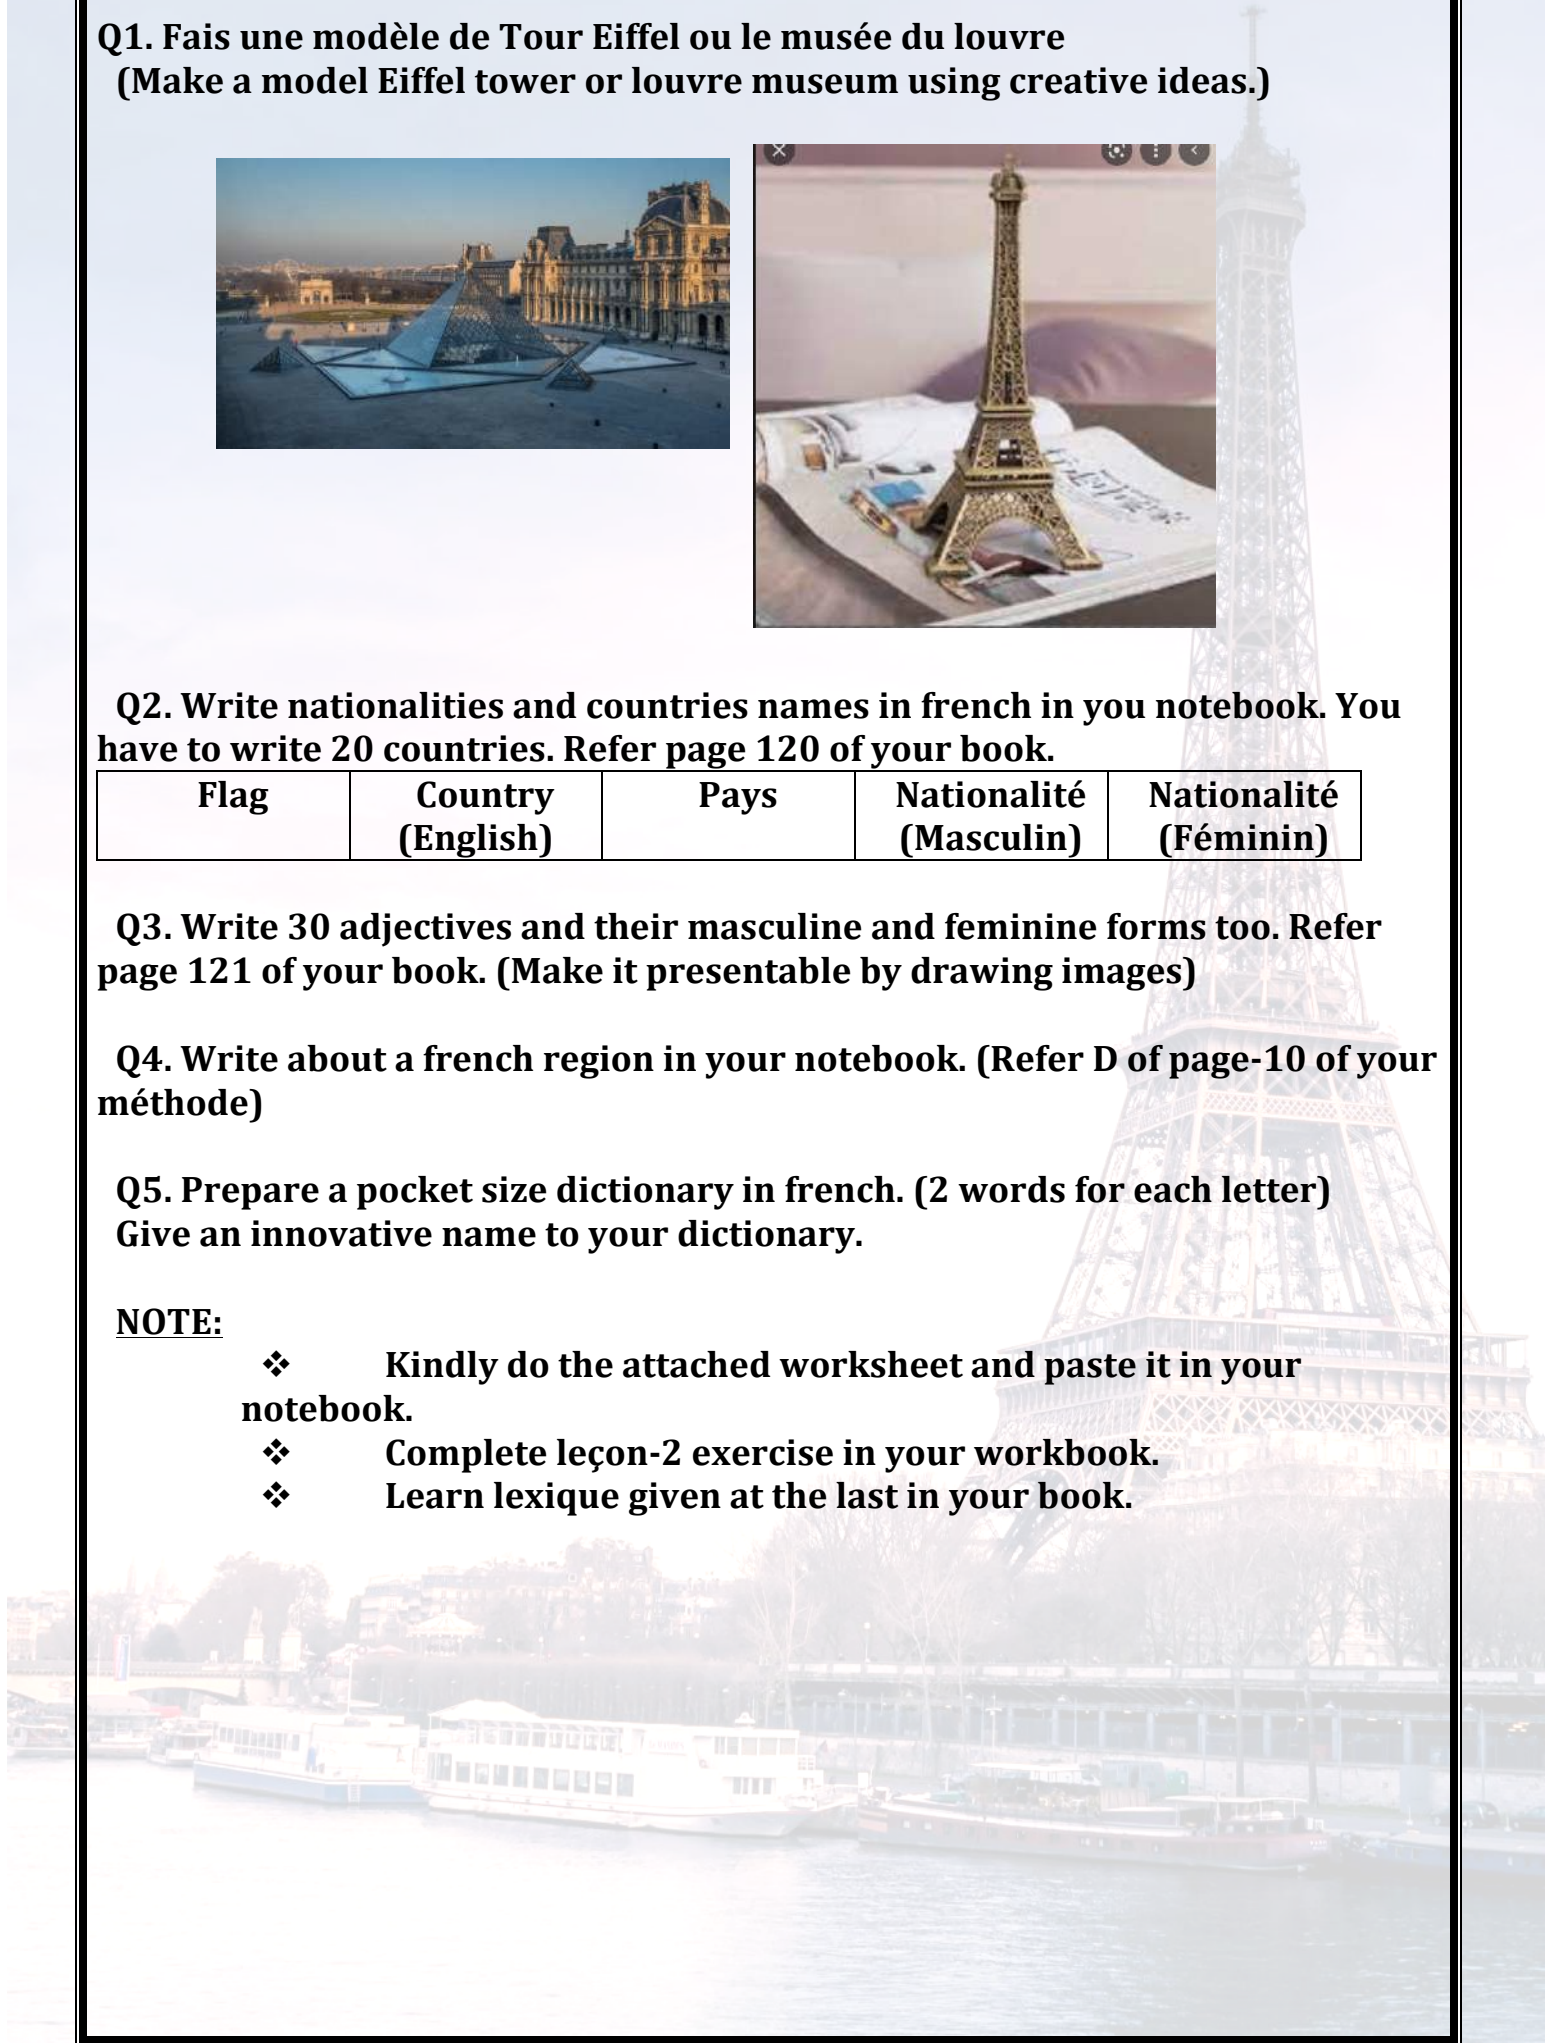 Q1. Fais une modèle de Tour Eiffel ou le musée du louvre
(Make a model Eiffel tower or louvre museum using creative ideas.)
Q2. Write nationalities and countries names in french in you notebook. You
have to write 20 countries. Refer page 120 of your book.
Flag Country Pays Nationalité Nationalité
(English) (Masculin) (Féminin)
Q3. Write 30 adjectives and their masculine and feminine forms too. Refer
page 121 of your book. (Make it presentable by drawing images)
Q4. Write about a french region in your notebook. (Refer D of page-10 of your
méthode)
Q5. Prepare a pocket size dictionary in french. (2 words for each letter)
Give an innovative name to your dictionary.
NOTE:
❖ Kindly do the attached worksheet and paste it in your
notebook.
❖ Complete leçon-2 exercise in your workbook.
❖ Learn lexique given at the last in your book.